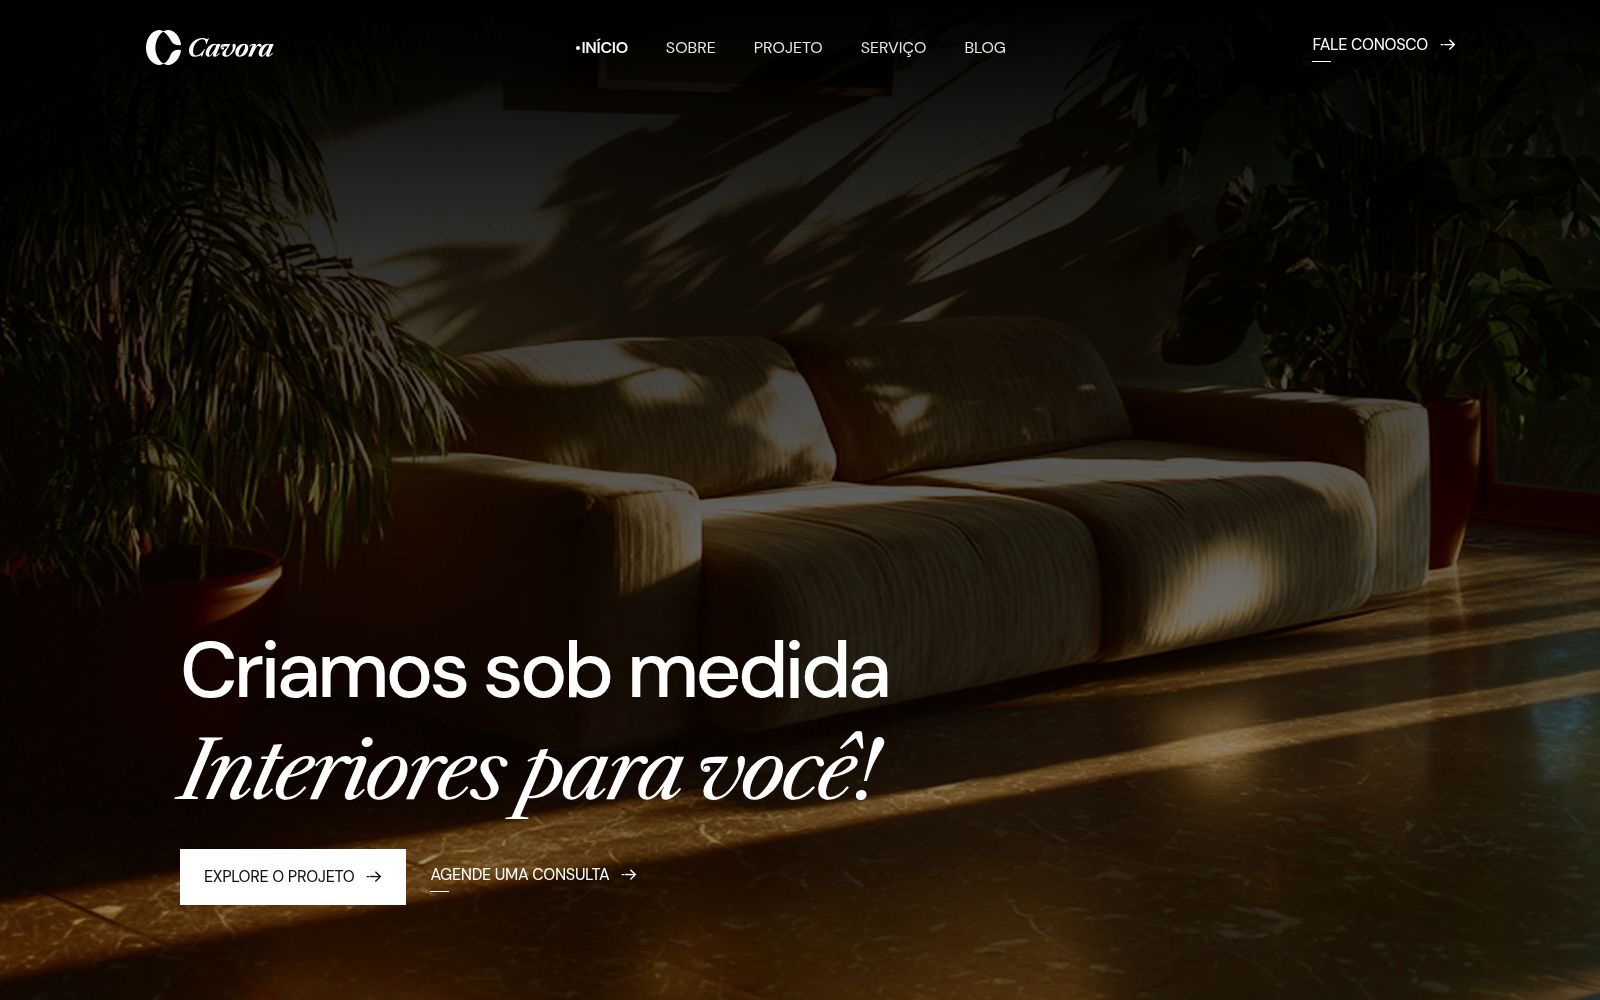 Cavora
•INÍCIO
SOBRE
PROJETO
SERVIÇO
BLOG
FALE CONOSCO →
Criamos sob medida
Interiores para você!
EXPLORE O PROJETO →
AGENDE UMA CONSULTA →